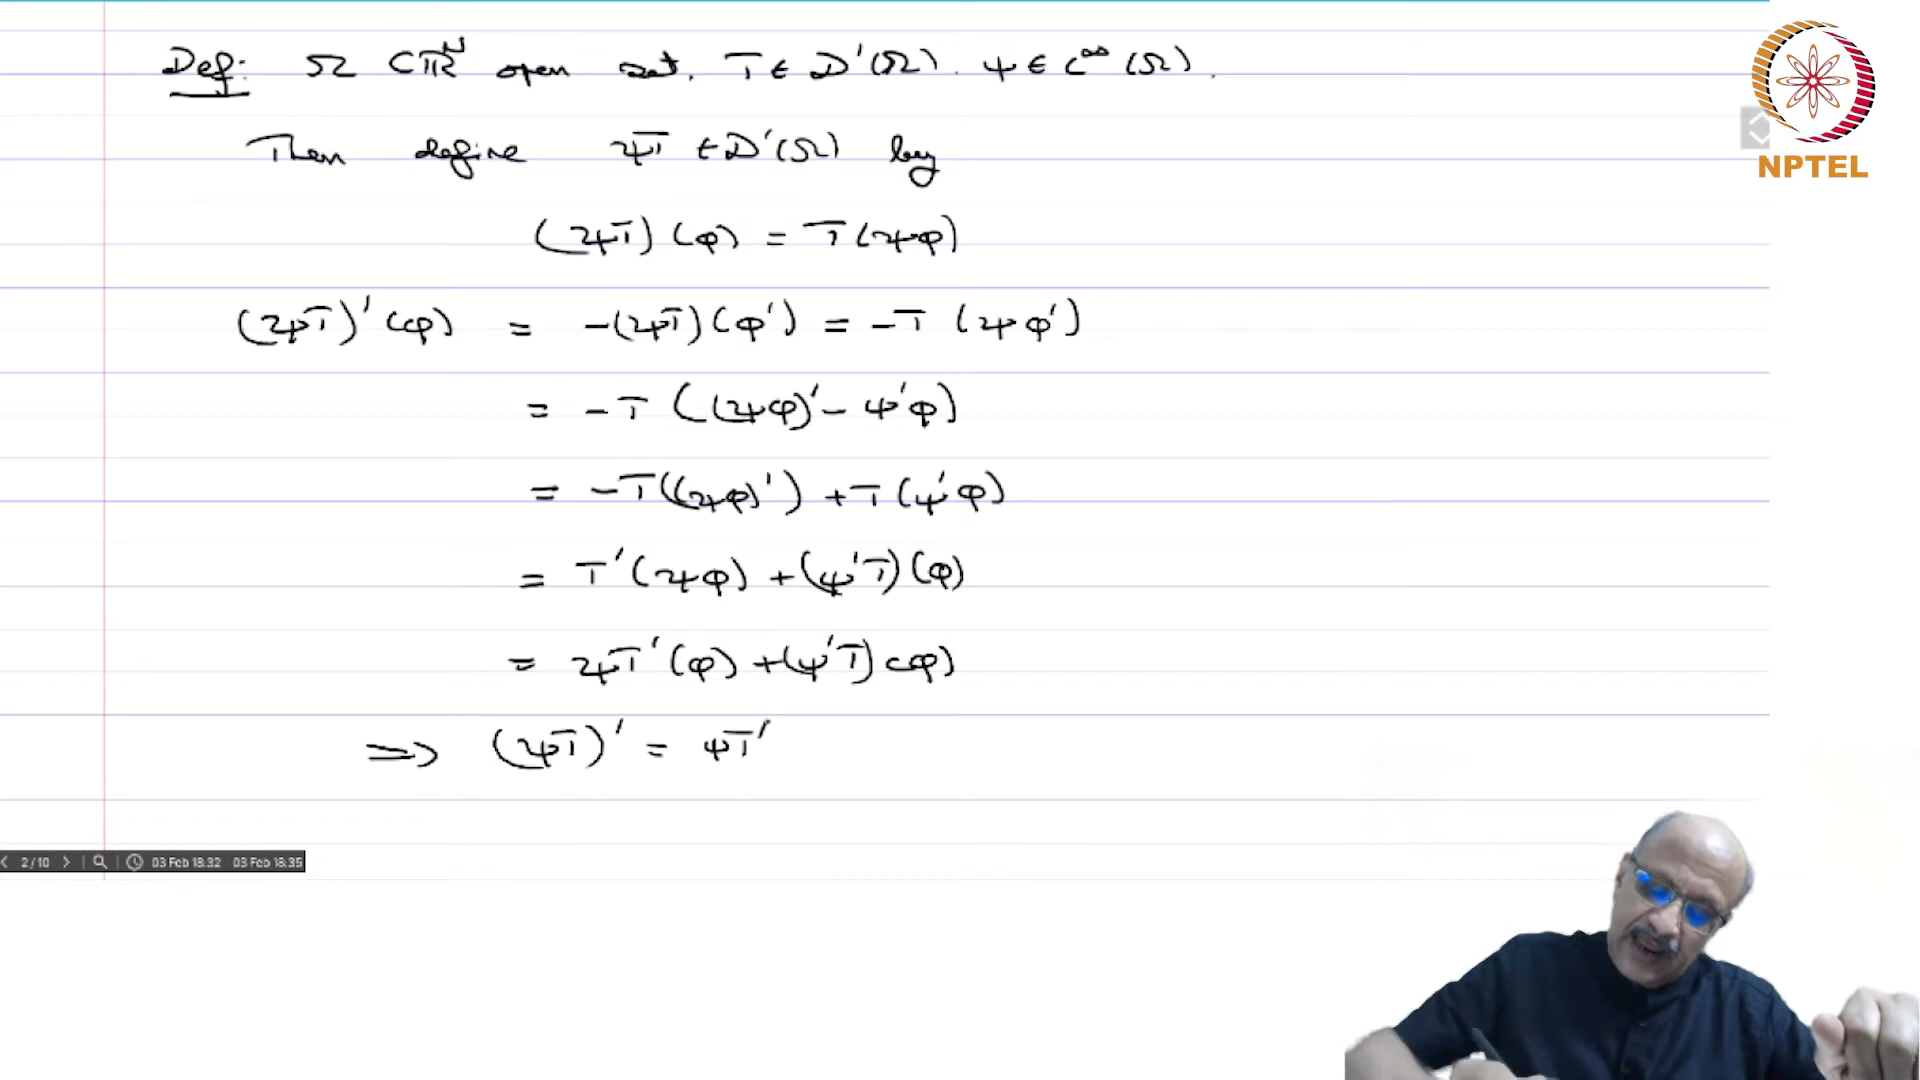 Def: Ω ⊂ ℝᴺ open set. T ∈ D'(Ω). ψ ∈ C^∞(Ω).
Then define ψT ∈ D'(Ω) by
(ψT)(φ) = T(ψφ)
(ψT)'(φ) = -(ψT)(φ') = -T(ψφ')
= -T((ψφ)' - ψ'φ)
= -T((ψφ)') + T(ψ'φ)
= T'(ψφ) + (ψ'T)(φ)
= ψT'(φ) + (ψ'T)(φ)
⇒ (ψT)' = ψT'
NPTEL
2/10 03 Feb 18:32 03 Feb 18:35